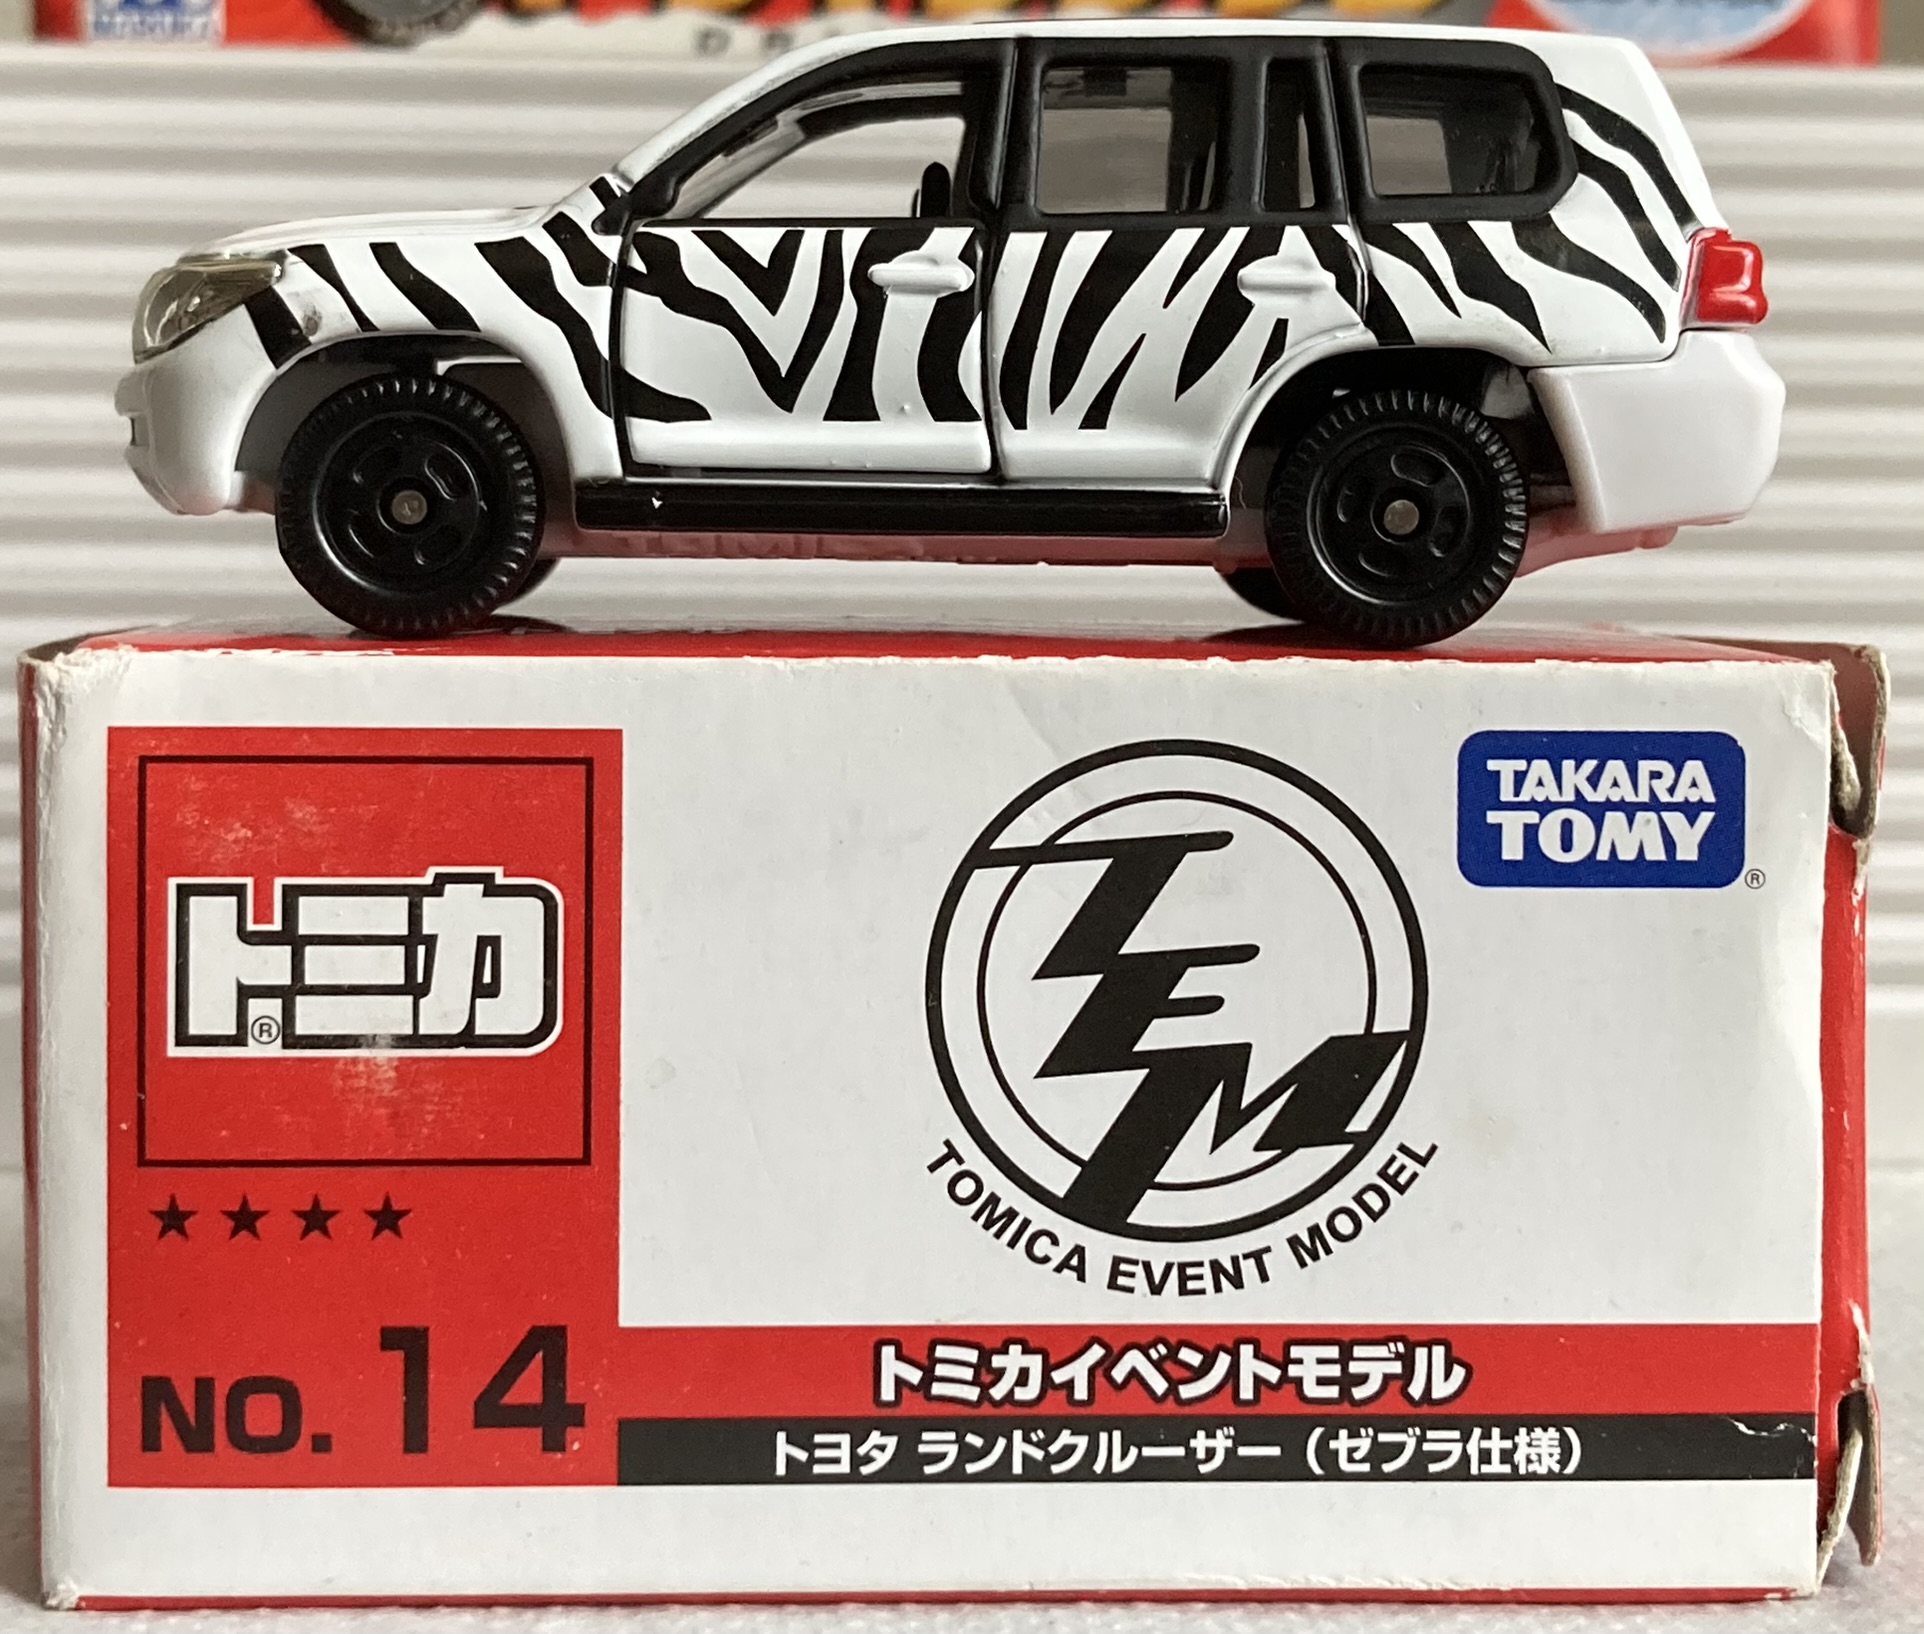 TAKARA
TOMY
®
トミカ
®
TEM
TOMICA EVENT MODEL
★★★★
NO. 14
トミカイベントモデル
トヨタ ランドクルーザー（ゼブラ仕様）